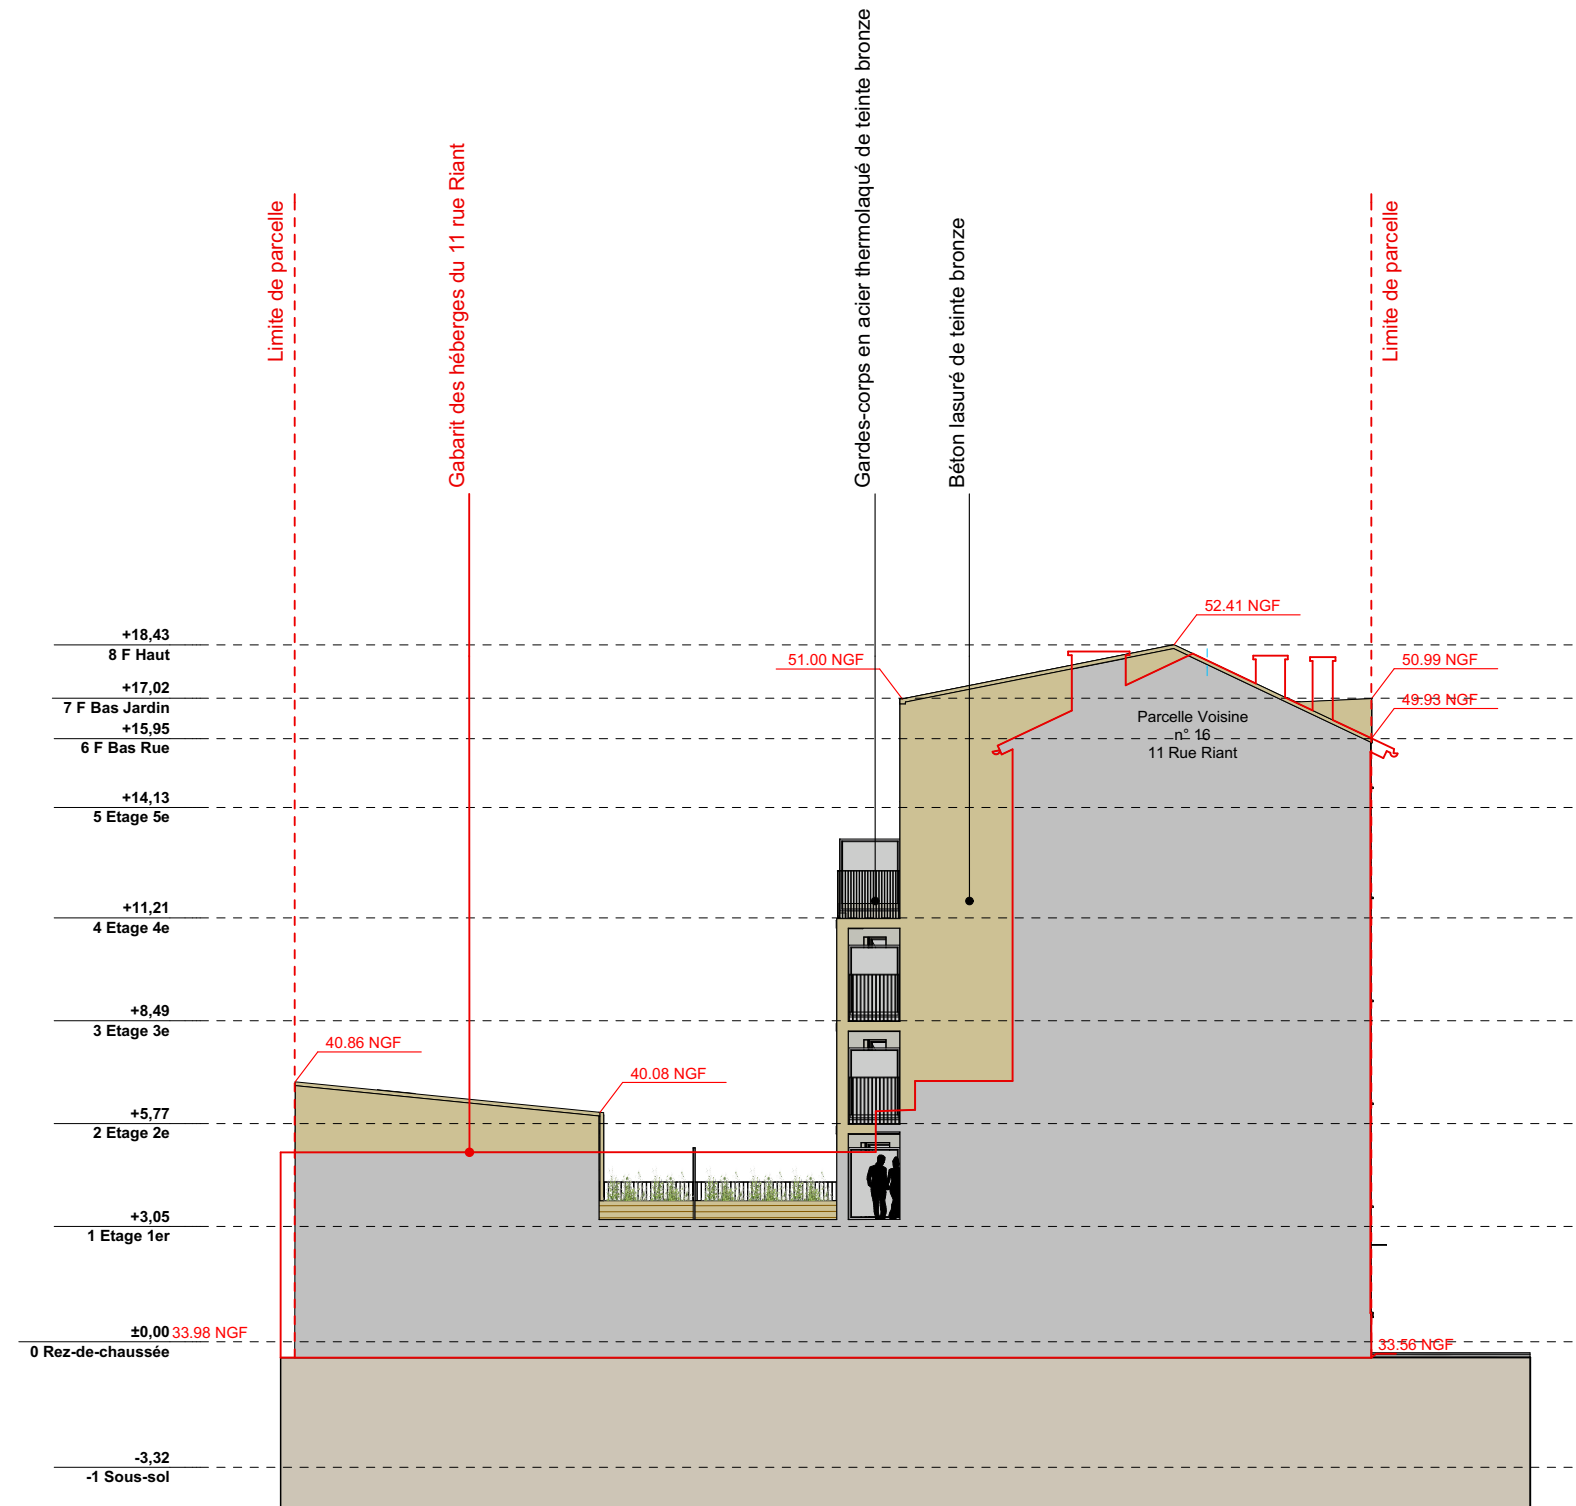 Gardes-corps en acier thermolaqué de teinte bronze
Gabarit des héberges du 11 rue Riant
Limite de parcelle
Béton lasuré de teinte bronze
Limite de parcelle
52.41 NGF
+18,43
8 F Haut
51.00 NGF
50.99 NGF
+17,02
7 F Bas Jardin
49.93 NGF
Parcelle Voisine
n° 16
11 Rue Riant
+15,95
6 F Bas Rue
+14,13
5 Etage 5e
+11,21
4 Etage 4e
+8,49
3 Etage 3e
40.86 NGF
40.08 NGF
+5,77
2 Etage 2e
+3,05
1 Etage 1er
±0,00 33.98 NGF
0 Rez-de-chaussée
33.56 NGF
-3,32
-1 Sous-sol